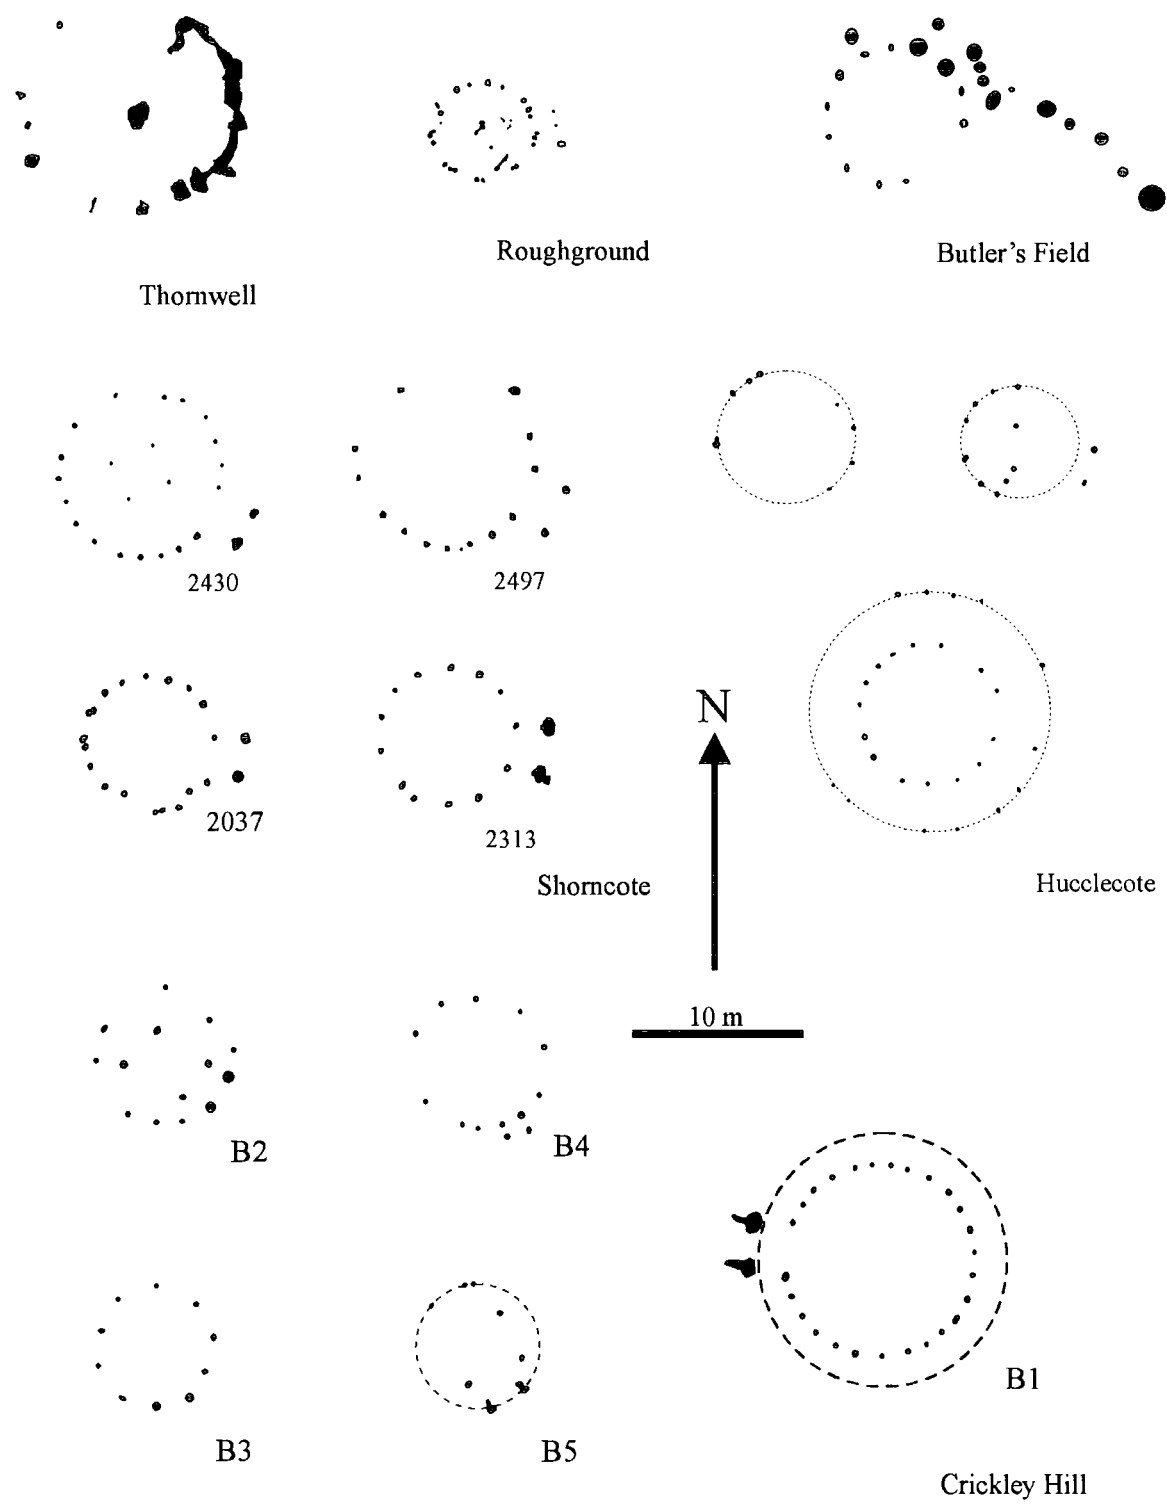 Roughground
Butler's Field
Thornwell
2430
2497
N
2037
2313
Shorncote
Hucclecote
10 m
B2
B4
B1
B3
B5
Crickley Hill